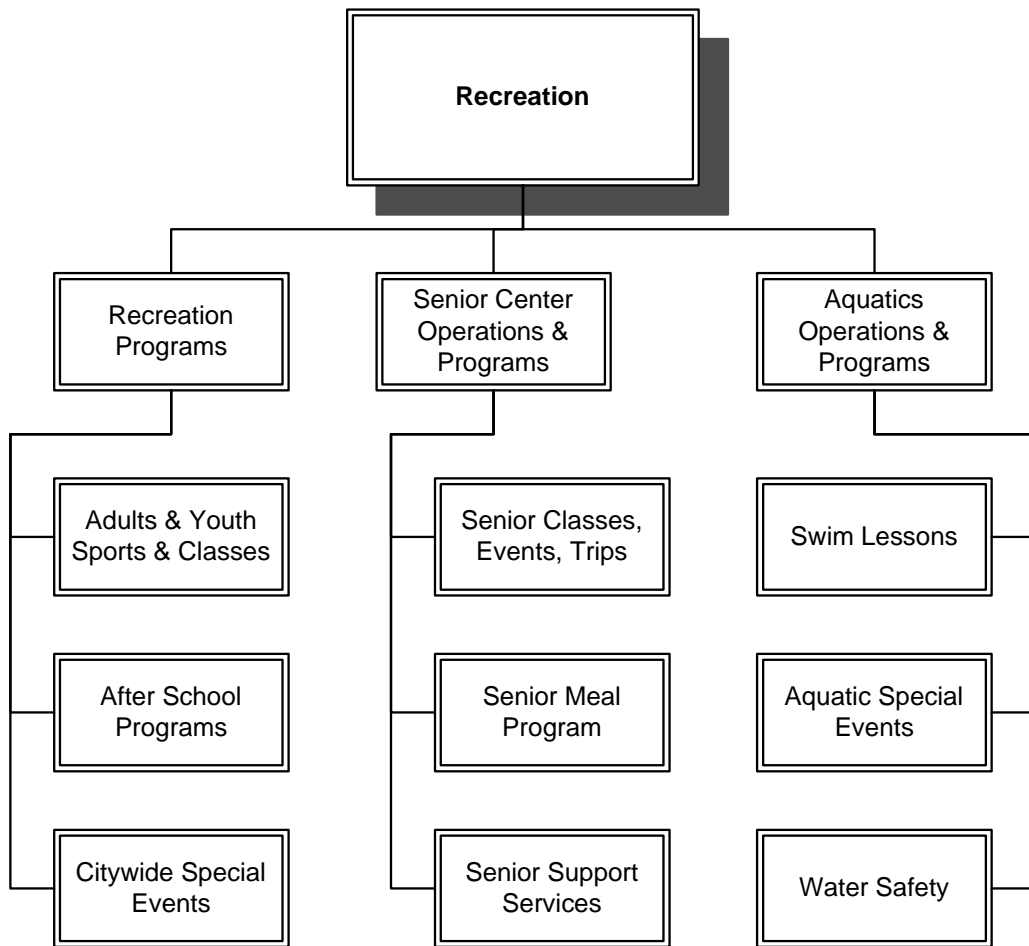 Recreation
Recreation
Programs
Senior Center
Operations &
Programs
Aquatics
Operations &
Programs
Adults & Youth
Sports & Classes
Senior Classes,
Events, Trips
Swim Lessons
After School
Programs
Senior Meal
Program
Aquatic Special
Events
Citywide Special
Events
Senior Support
Services
Water Safety